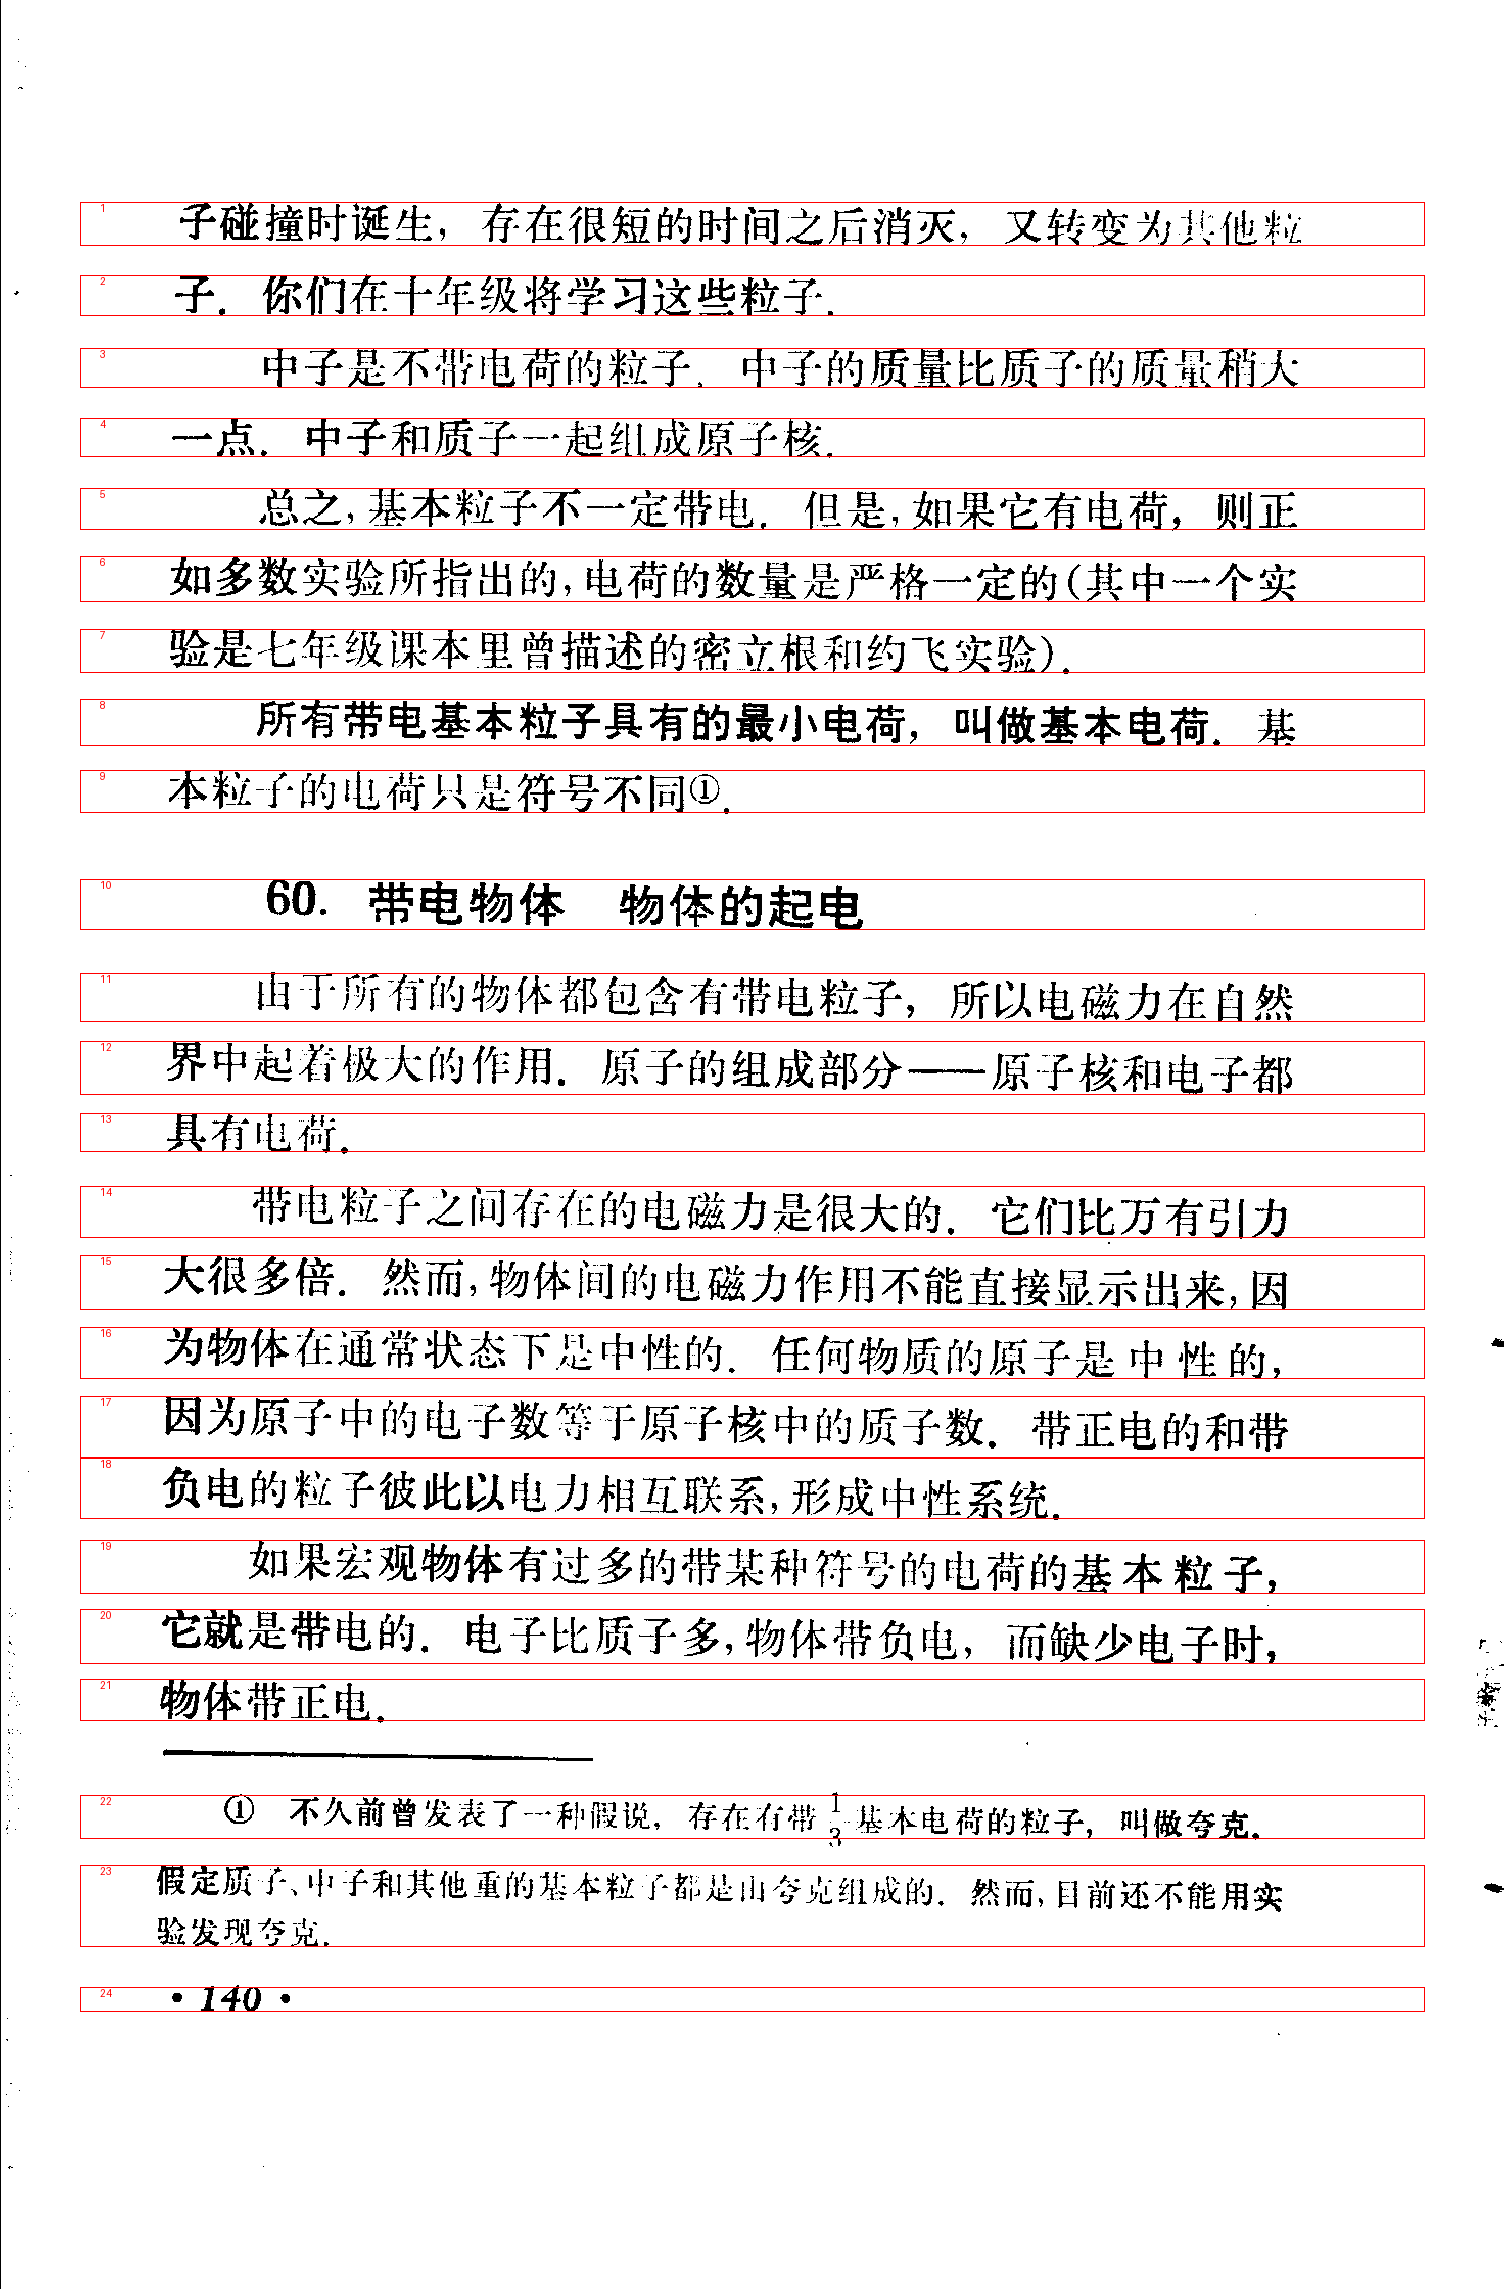 子碰撞时诞生，存在很短的时间之后消灭，又转变为其他粒
子．你们在十年级将学习这些粒子．
中子是不带电荷的粒子．中子的质量比质子的质量稍大
一点．中子和质子一起组成原子核．
总之，基本粒子不一定带电．但是，如果它有电荷，则正
如多数实验所指出的，电荷的数量是严格一定的（其中一个实
验是七年级课本里曾描述的密立根和约飞实验）．
所有带电基本粒子具有的最小电荷，叫做基本电荷．基
本粒子的电荷只是符号不同①．
60．带电物体　物体的起电
由于所有的物体都包含有带电粒子，所以电磁力在自然
界中起着极大的作用．原子的组成部分——原子核和电子都
具有电荷．
带电粒子之间存在的电磁力是很大的．它们比万有引力
大很多倍．然而，物体间的电磁力作用不能直接显示出来，因
为物体在通常状态下是中性的．任何物质的原子是中性的，
因为原子中的电子数等于原子核中的质子数．带正电的和带
负电的粒子彼此以电力相互联系，形成中性系统．
如果宏观物体有过多的带某种符号的电荷的基本粒子，
它就是带电的．电子比质子多，物体带负电，而缺少电子时，
物体带正电．
①　不久前曾发表了一种假说，存在有带1/3基本电荷的粒子，叫做夸克．
假定质子、中子和其他重的基本粒子都是由夸克组成的．然而，目前还不能用实
验发现夸克．
· 140 ·